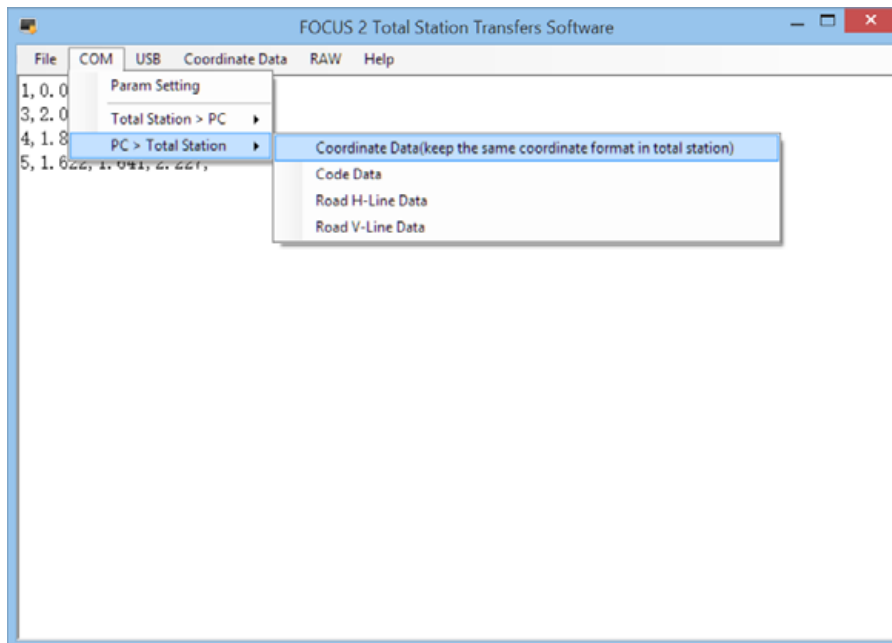 FOCUS 2 Total Station Transfers Software
File COM USB Coordinate Data RAW Help
Param Setting
Total Station > PC
PC > Total Station
Coordinate Data(keep the same coordinate format in total station)
Code Data
Road H-Line Data
Road V-Line Data
1, 0. 0
3, 2. 0
4, 1. 8
5, 1. 622, 1. 641, 2. 227,